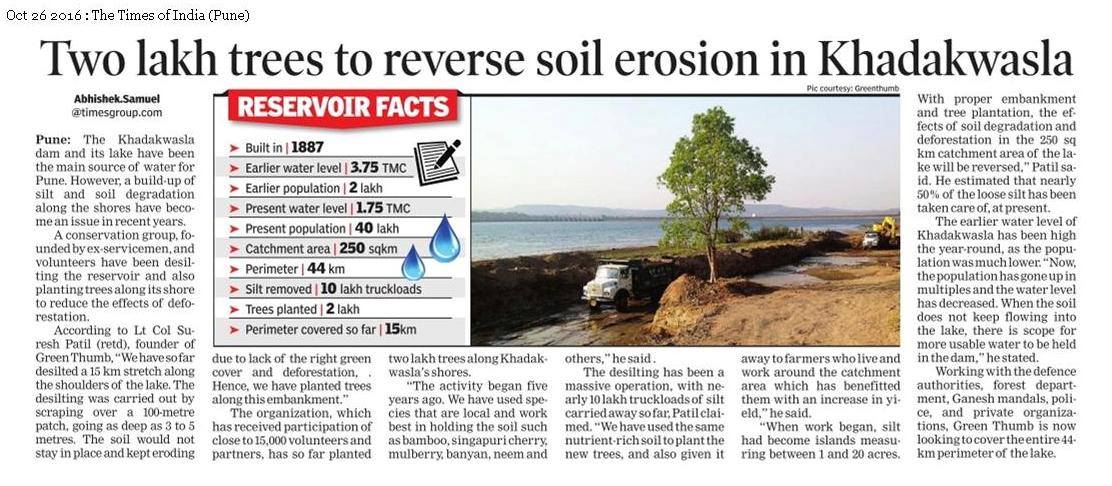 Oct 26 2016 : The Times of India (Pune)
Two lakh trees to reverse soil erosion in Khadakwasla
Abhishek.Samuel
@timesgroup.com
Pune: The Khadakwasla
dam and its lake have been
the main source of water for
Pune. However, a build-up of
silt and soil degradation
along the shores have beco-
me an issue in recent years.
A conservation group, fo-
unded by ex-servicemen, and
volunteers have been desil-
ting the reservoir and also
planting trees along its shore
to reduce the effects of defo-
restation.
According to Lt Col Su-
resh Patil (retd), founder of
Green Thumb, “We have so far
desilted a 15 km stretch along
the shoulders of the lake. The
desilting was carried out by
scraping over a 100-metre
patch, going as deep as 3 to 5
metres. The soil would not
stay in place and kept eroding
RESERVOIR FACTS
Built in | 1887
Earlier water level | 3.75 TMC
Earlier population | 2 lakh
Present water level | 1.75 TMC
Present population | 40 lakh
Catchment area | 250 sqkm
Perimeter | 44 km
Silt removed | 10 lakh truckloads
Trees planted | 2 lakh
Perimeter covered so far | 15km
Pic courtesy: Greenthumb
due to lack of the right green
cover and deforestation, .
Hence, we have planted trees
along this embankment.”
The organization, which
has received participation of
close to 15,000 volunteers and
partners, has so far planted
two lakh trees along Khadak-
wasla’s shores.
“The activity began five
years ago. We have used spe-
cies that are local and work
best in holding the soil such
as bamboo, singapuri cherry,
mulberry, banyan, neem and
others,” he said.
The desilting has been a
massive operation, with ne-
arly 10 lakh truckloads of silt
carried away so far, Patil clai-
med. “We have used the same
nutrient-rich soil to plant the
new trees, and also given it
away to farmers who live and
work around the catchment
area which has benefitted
them with an increase in yi-
eld,” he said.
“When work began, silt
had become islands measu-
ring between 1 and 20 acres.
With proper embankment
and tree plantation, the ef-
fects of soil degradation and
deforestation in the 250 sq
km catchment area of the la-
ke will be reversed,” Patil sa-
id. He estimated that nearly
50% of the loose silt has been
taken care of, at present.
The earlier water level of
Khadakwasla has been high
the year-round, as the popu-
lation was much lower. “Now,
the population has gone up in
multiples and the water level
has decreased. When the soil
does not keep flowing into
the lake, there is scope for
more usable water to be held
in the dam,” he stated.
Working with the defence
authorities, forest depart-
ment, Ganesh mandals, poli-
ce, and private organiza-
tions, Green Thumb is now
looking to cover the entire 44-
km perimeter of the lake.